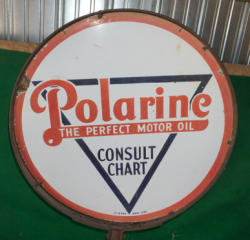 Polarine
THE PERFECT MOTOR OIL
CONSULT
CHART